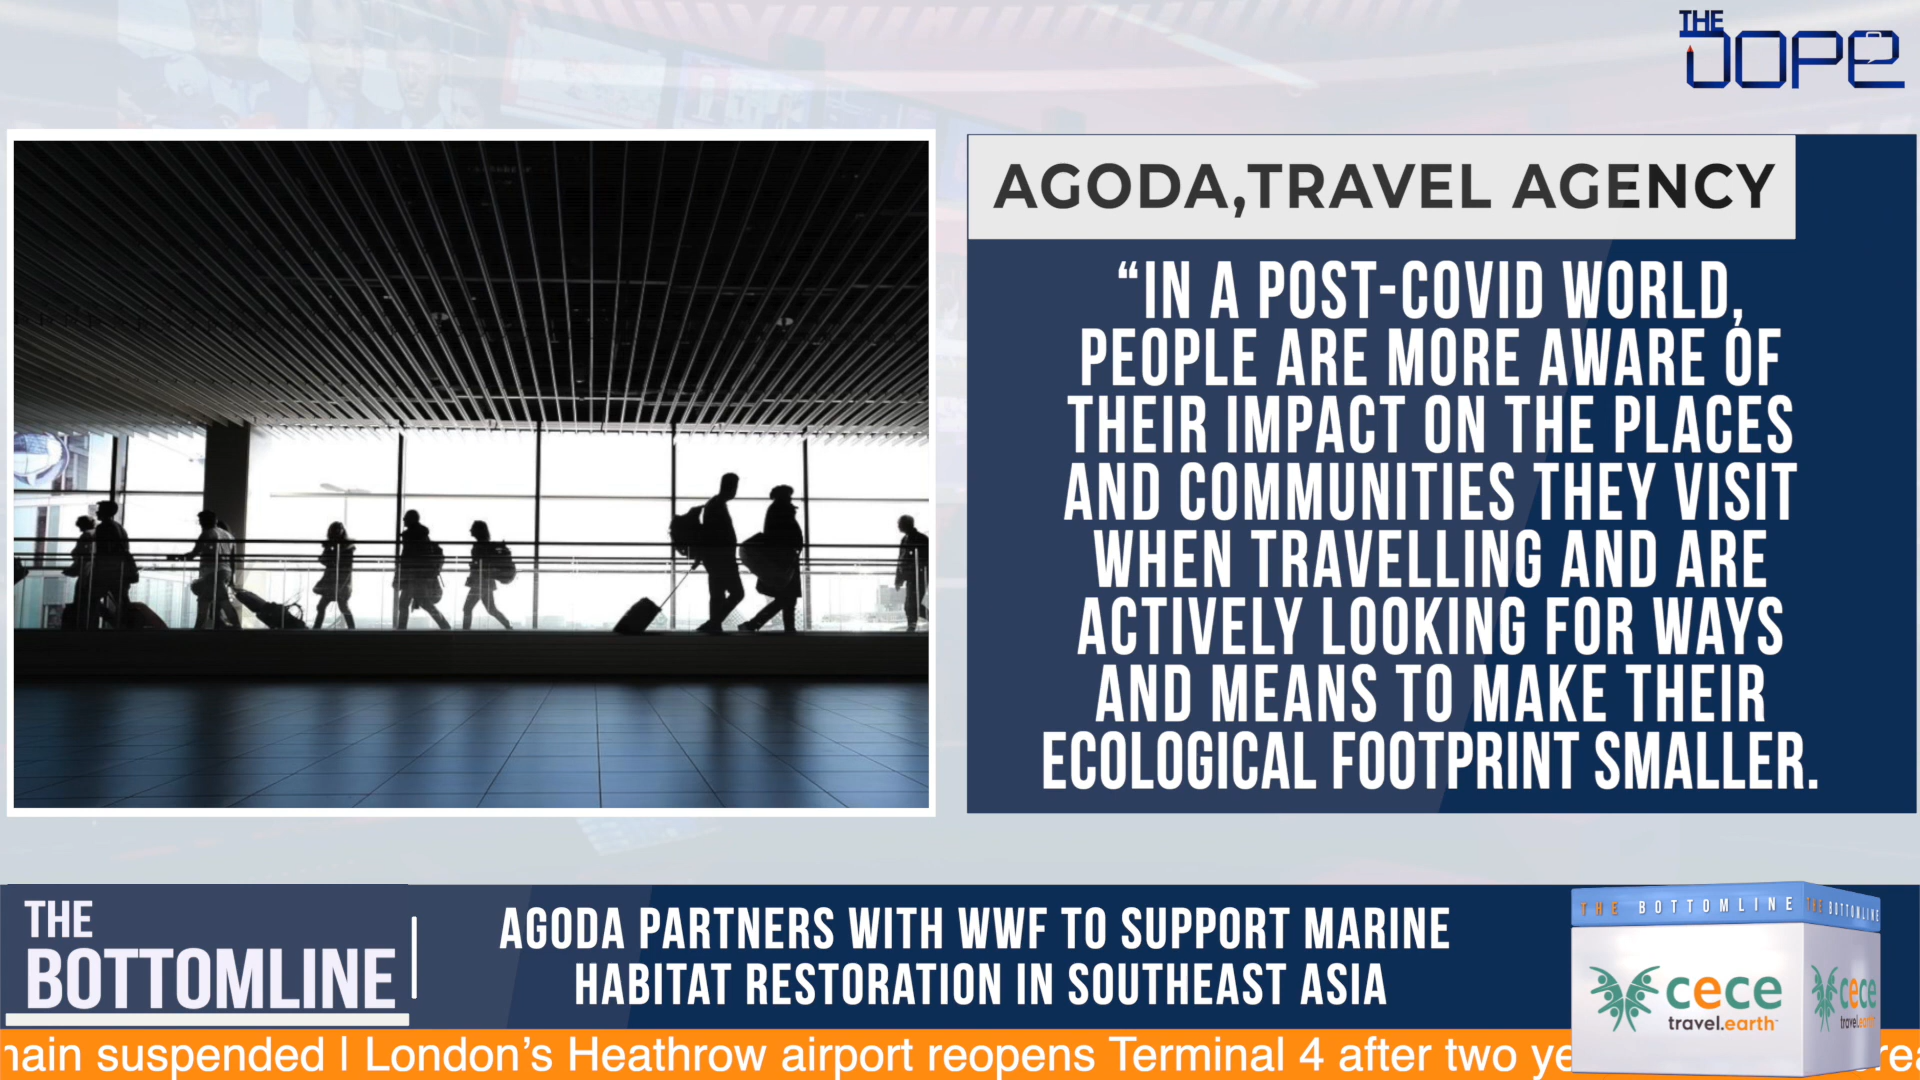 THE
DOPE
AGODA,TRAVEL AGENCY
“IN A POST-COVID WORLD,
PEOPLE ARE MORE AWARE OF
THEIR IMPACT ON THE PLACES
AND COMMUNITIES THEY VISIT
WHEN TRAVELLING AND ARE
ACTIVELY LOOKING FOR WAYS
AND MEANS TO MAKE THEIR
ECOLOGICAL FOOTPRINT SMALLER.
THE
BOTTOMLINE
AGODA PARTNERS WITH WWF TO SUPPORT MARINE
HABITAT RESTORATION IN SOUTHEAST ASIA
THE BOTTOMLINE
THE BOTTOMLINE
cece
travel.earth
cece
suspended | London’s Heathrow airport reopens Terminal 4 after two